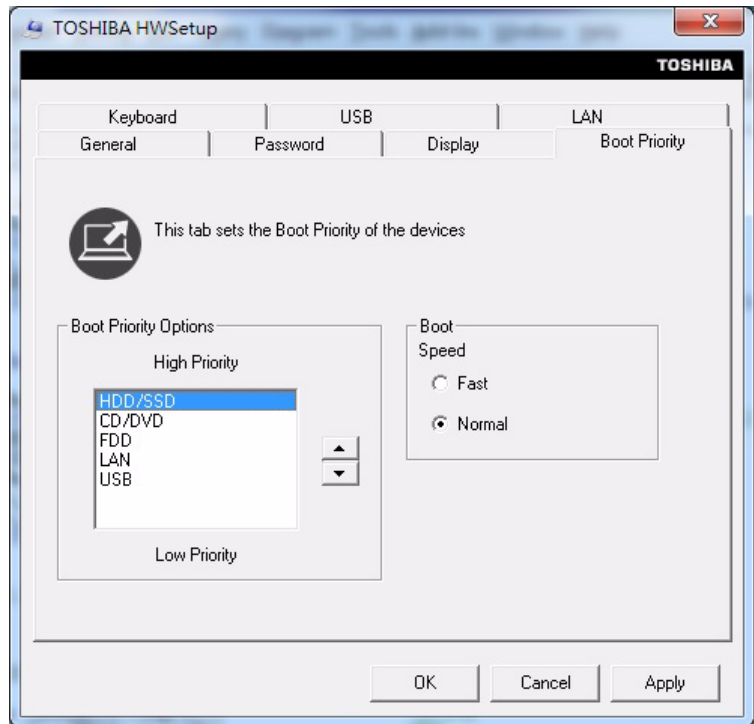 TOSHIBA HWSetup
TOSHIBA
Keyboard USB LAN
General Password Display Boot Priority
This tab sets the Boot Priority of the devices
Boot Priority Options
High Priority
HDD/SSD
CD/DVD
FDD
LAN
USB
Low Priority
Boot
Speed
Fast
Normal
OK Cancel Apply